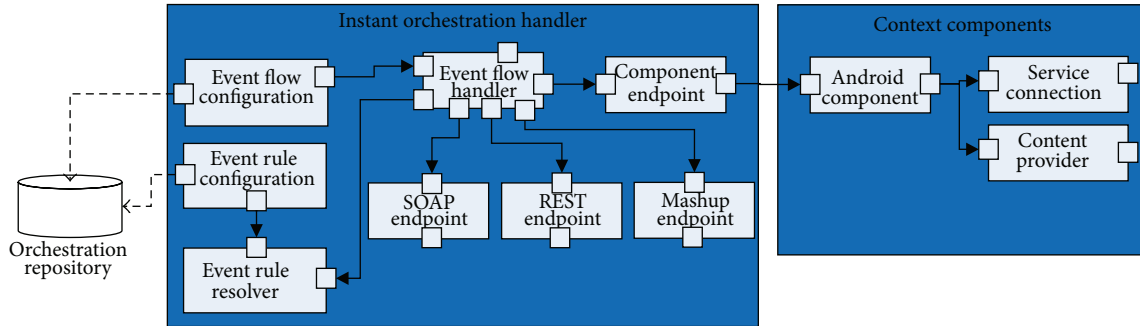 Instant orchestration handler
Context components
Event flow
configuration
Event flow
handler
Component
endpoint
Android
component
Service
connection
Content
provider
Event rule
configuration
SOAP
endpoint
REST
endpoint
Mashup
endpoint
Orchestration
repository
Event rule
resolver